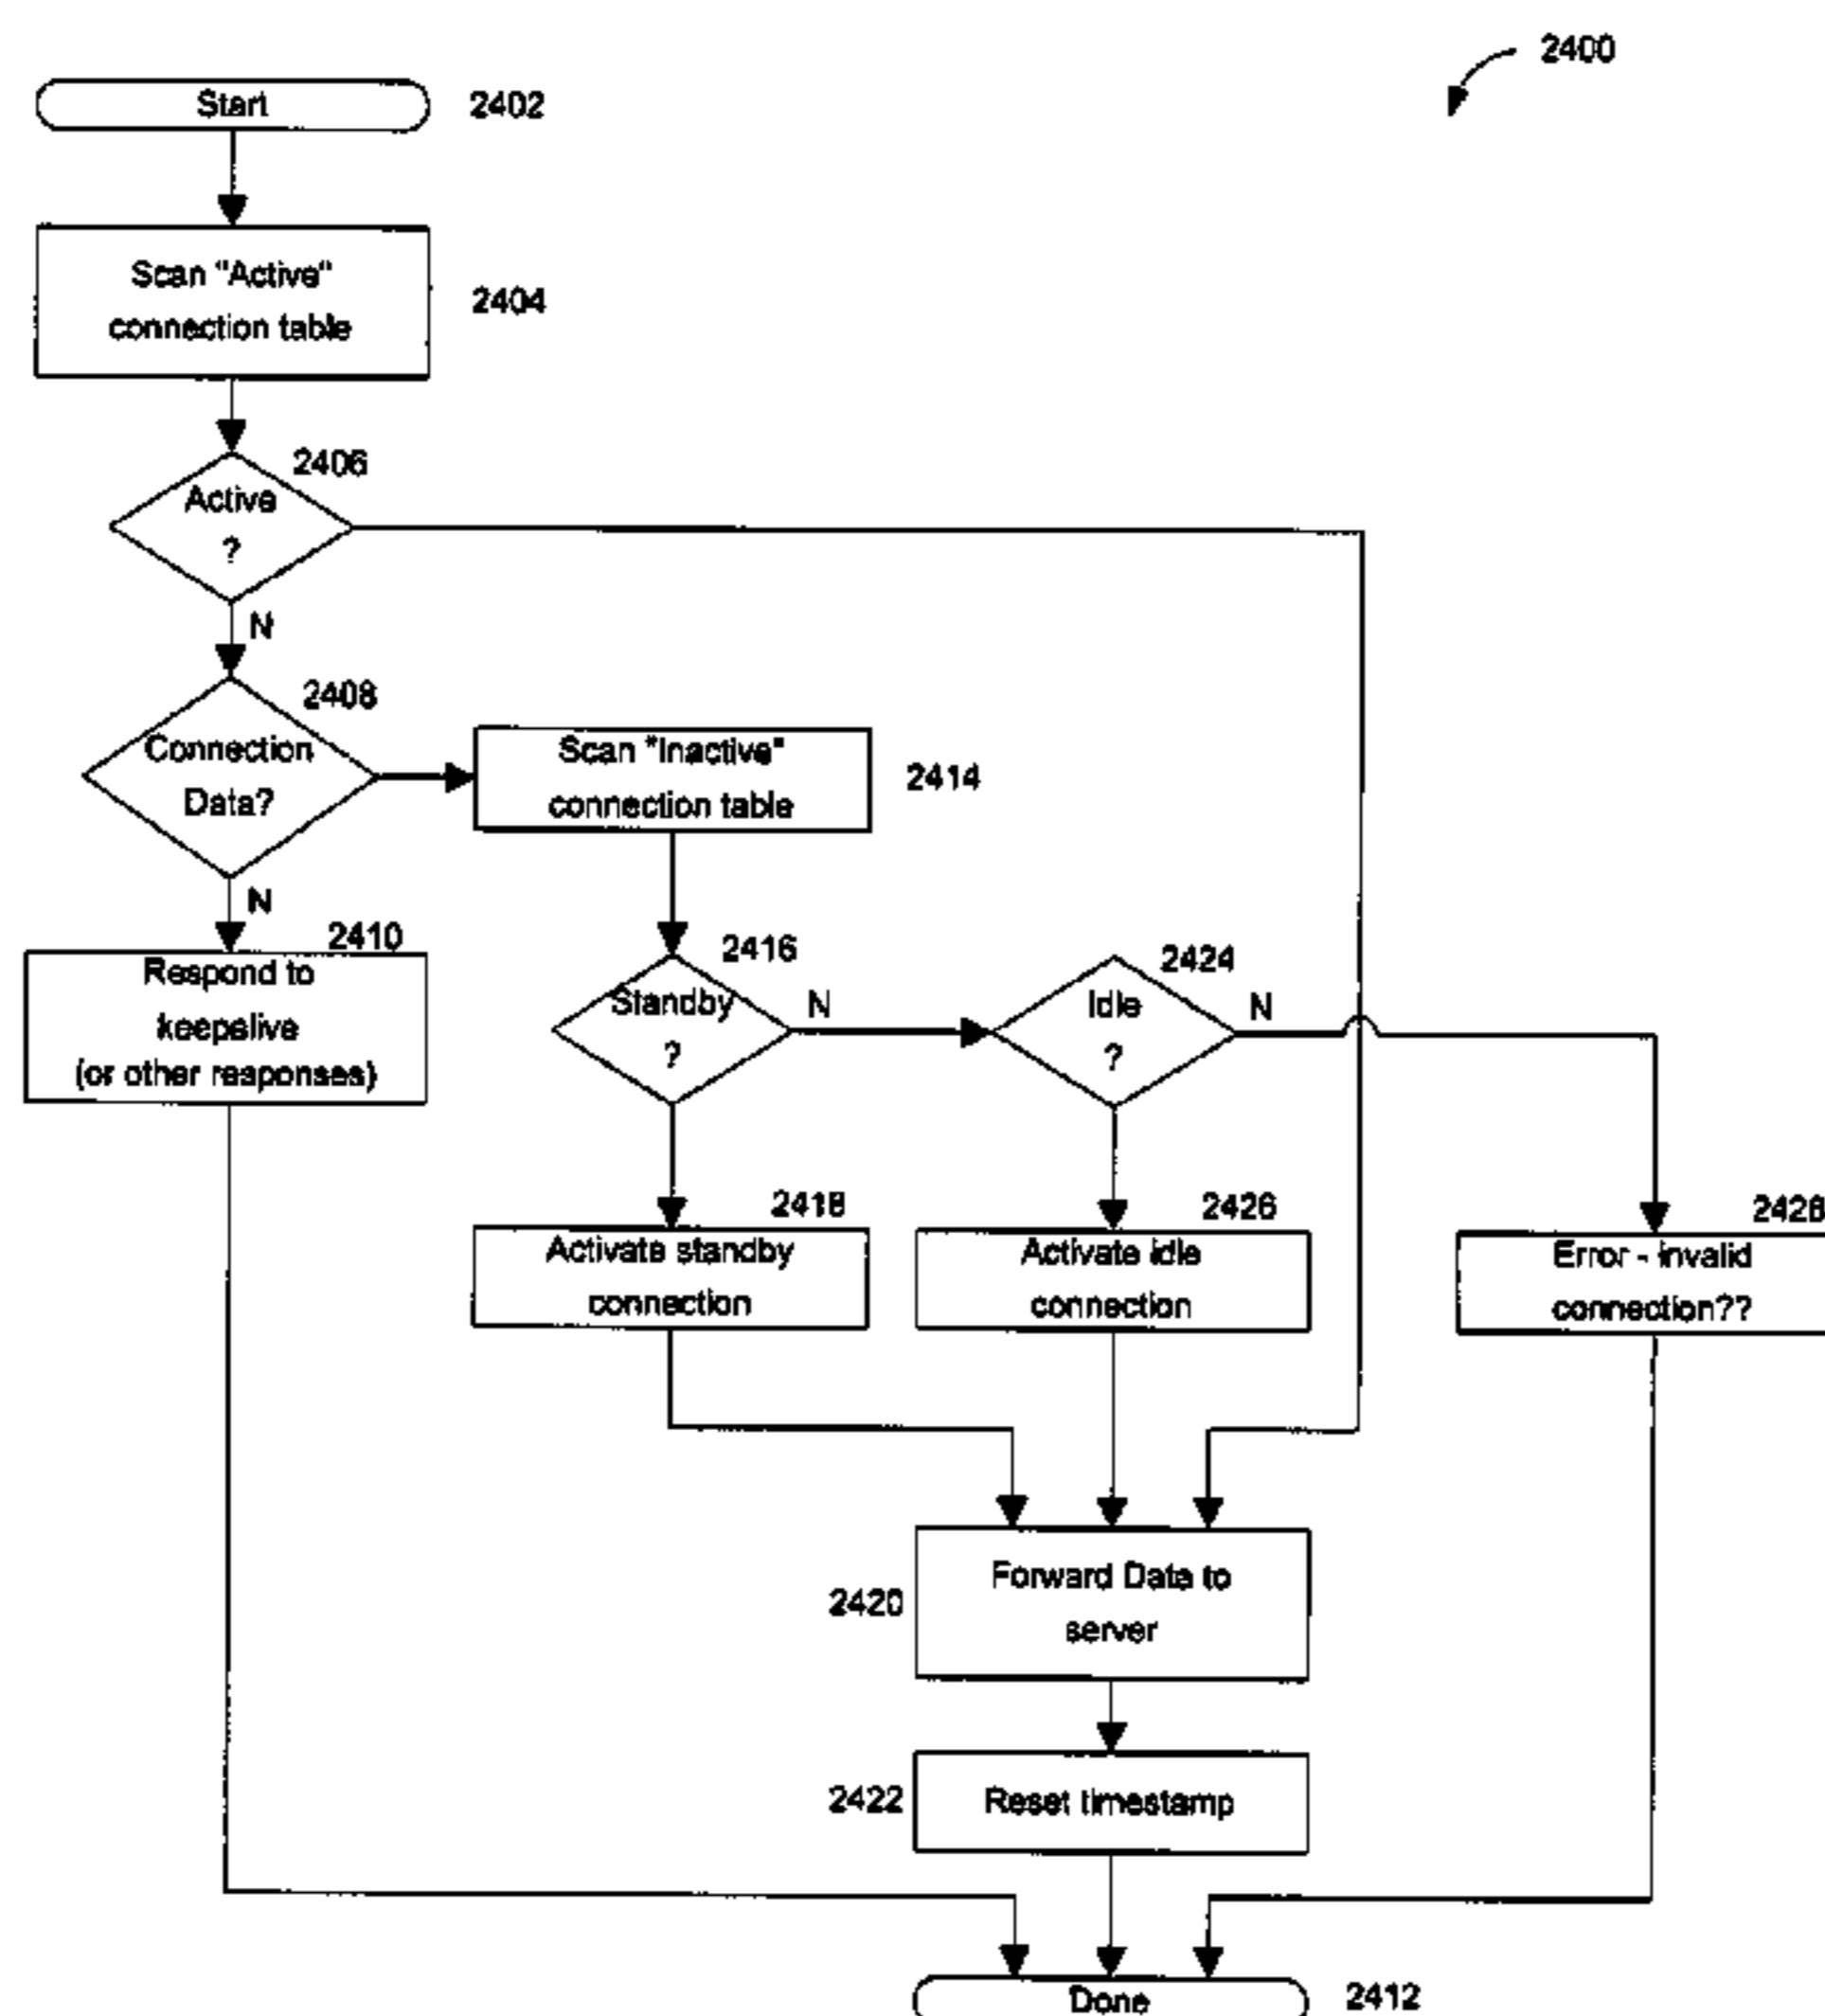 2400
Start
2402
Scan "Active"
connection table
2404
2406
Active
?
N
2408
Connection
Data?
Scan "Inactive"
connection table
2414
N
2410
Respond to
keepalive
(or other responses)
2416
Standby
?
N
2424
Idle
?
N
2418
Activate standby
connection
2426
Activate idle
connection
2428
Error - invalid
connection??
Forward Data to
server
2420
2422
Reset timestamp
Done
2412